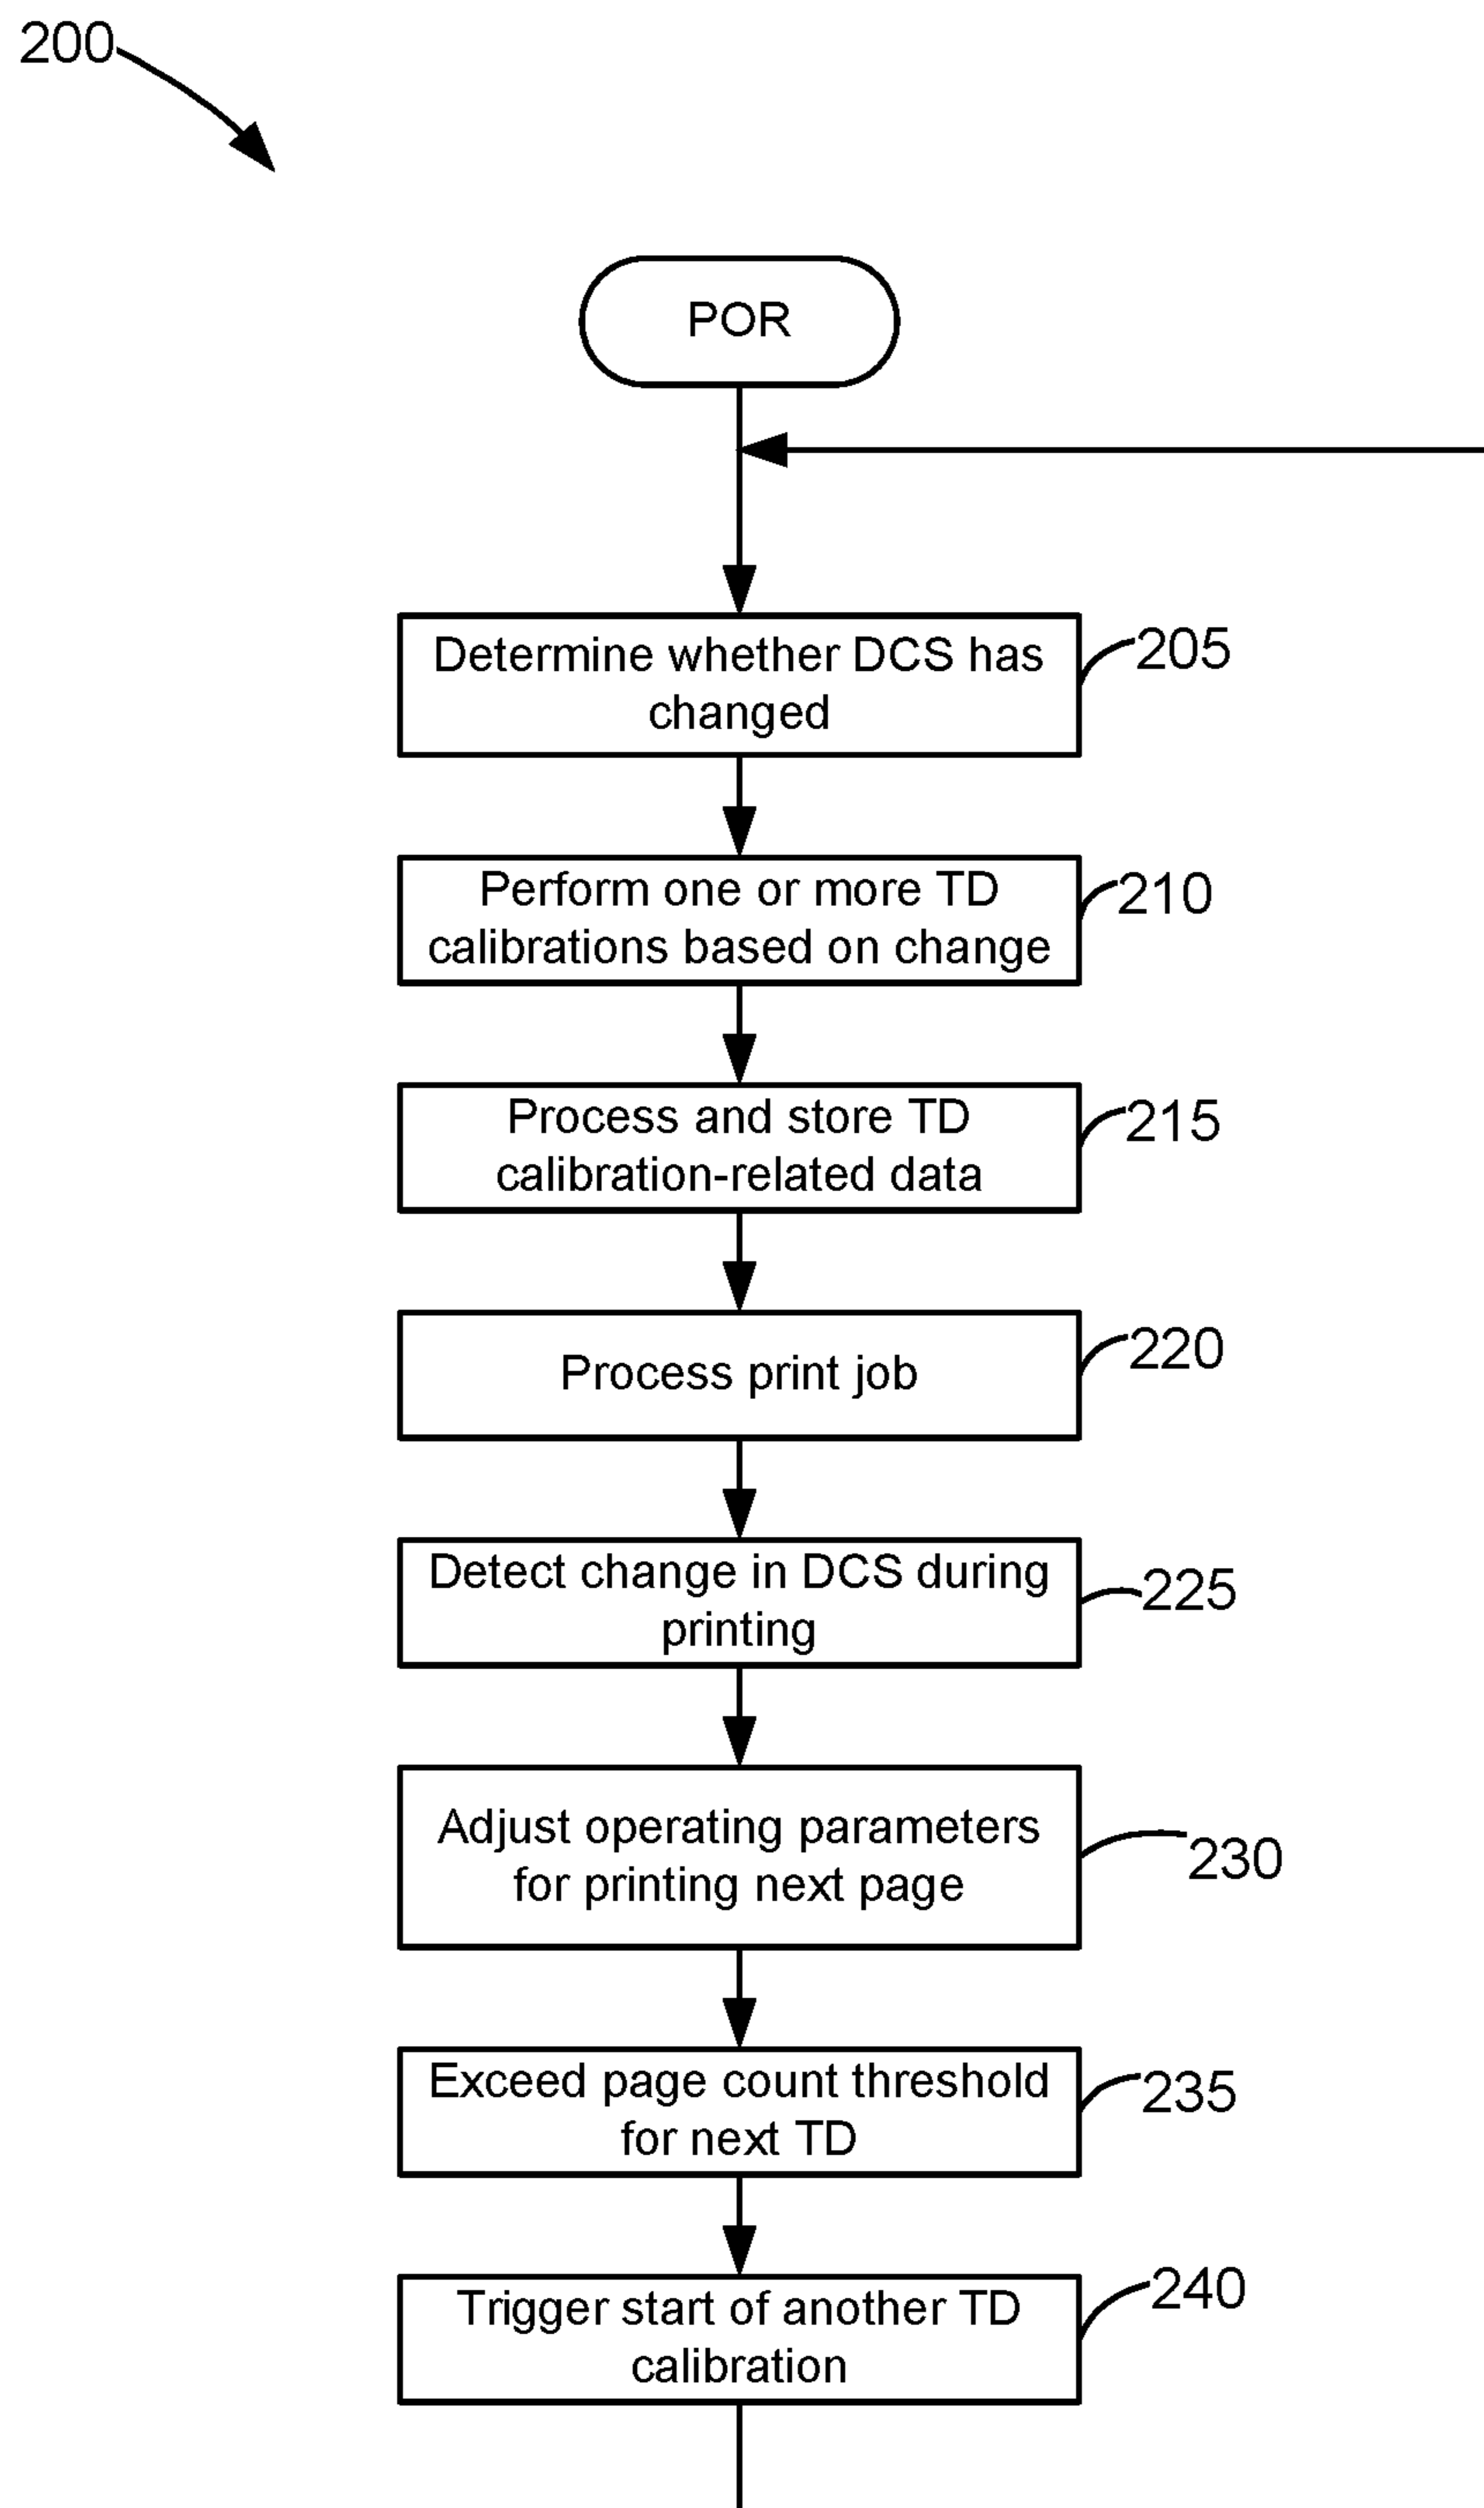 200
POR
Determine whether DCS has
changed
205
Perform one or more TD
calibrations based on change
210
Process and store TD
calibration-related data
215
Process print job
220
Detect change in DCS during
printing
225
Adjust operating parameters
for printing next page
230
Exceed page count threshold
for next TD
235
Trigger start of another TD
calibration
240